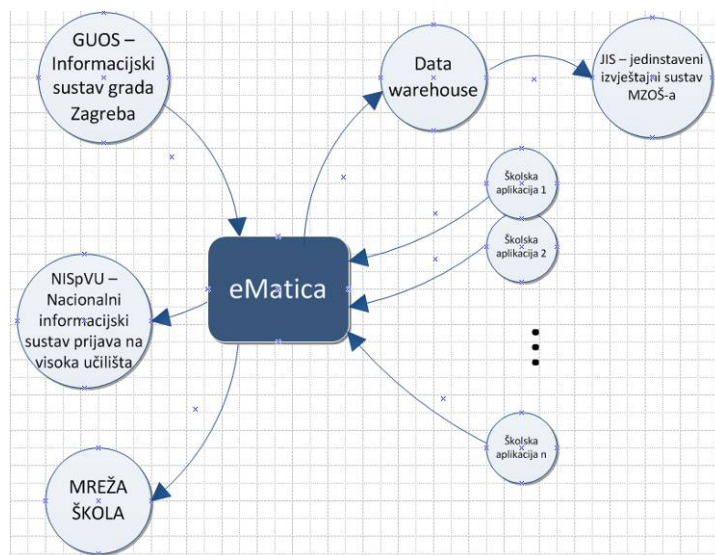 GUOS –
Informacijski
sustav grada
Zagreba
Data
warehouse
JIS – jedinstaveni
izvještajni sustav
MZOŠ-a
Školska
aplikacija 1
Školska
aplikacija 2
eMatica
NISpVU –
Nacionalni
informacijski
sustav prijava na
visoka učilišta
Školska
aplikacija n
MREŽA
ŠKOLA